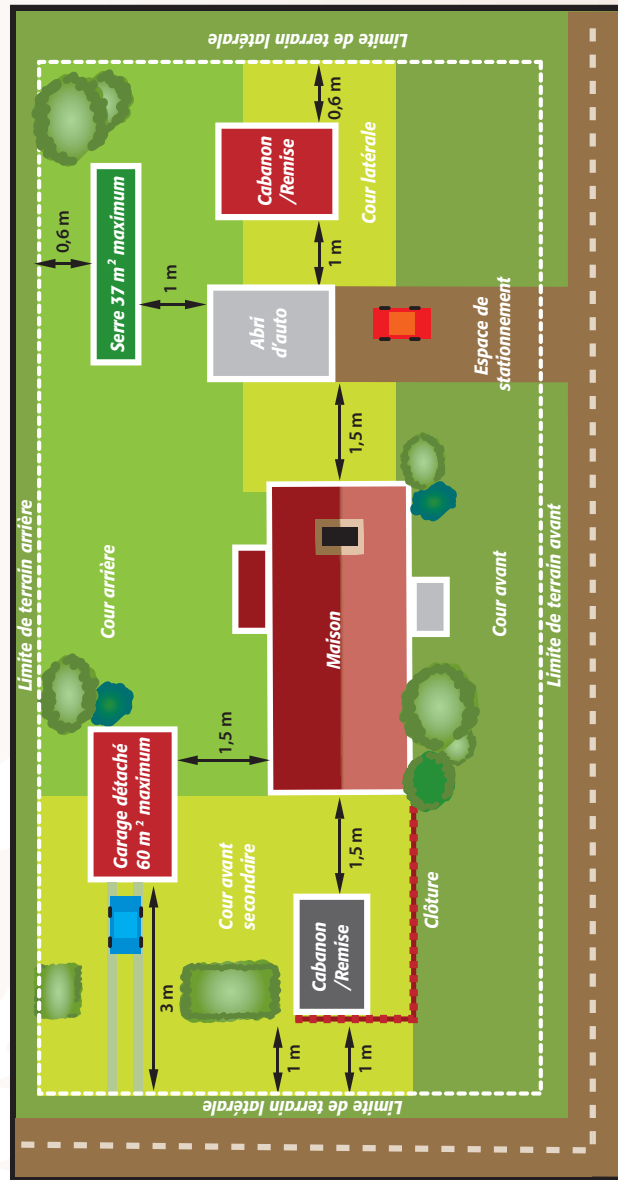 Limite de terrain arrière
Limite de terrain latérale
0,6 m
Serre 37 m² maximum
1 m
Cour arrière
Garage détaché
60 m² maximum
3 m
1,5 m
Cour avant
secondaire
Cabanon
/Remise
1 m
1 m
1,5 m
Clôture
Limite de terrain latérale
Maison
1,5 m
Abri
d'auto
1 m
Cabanon
/Remise
0,6 m
Cour latérale
Espace de
stationnement
Cour avant
Limite de terrain avant